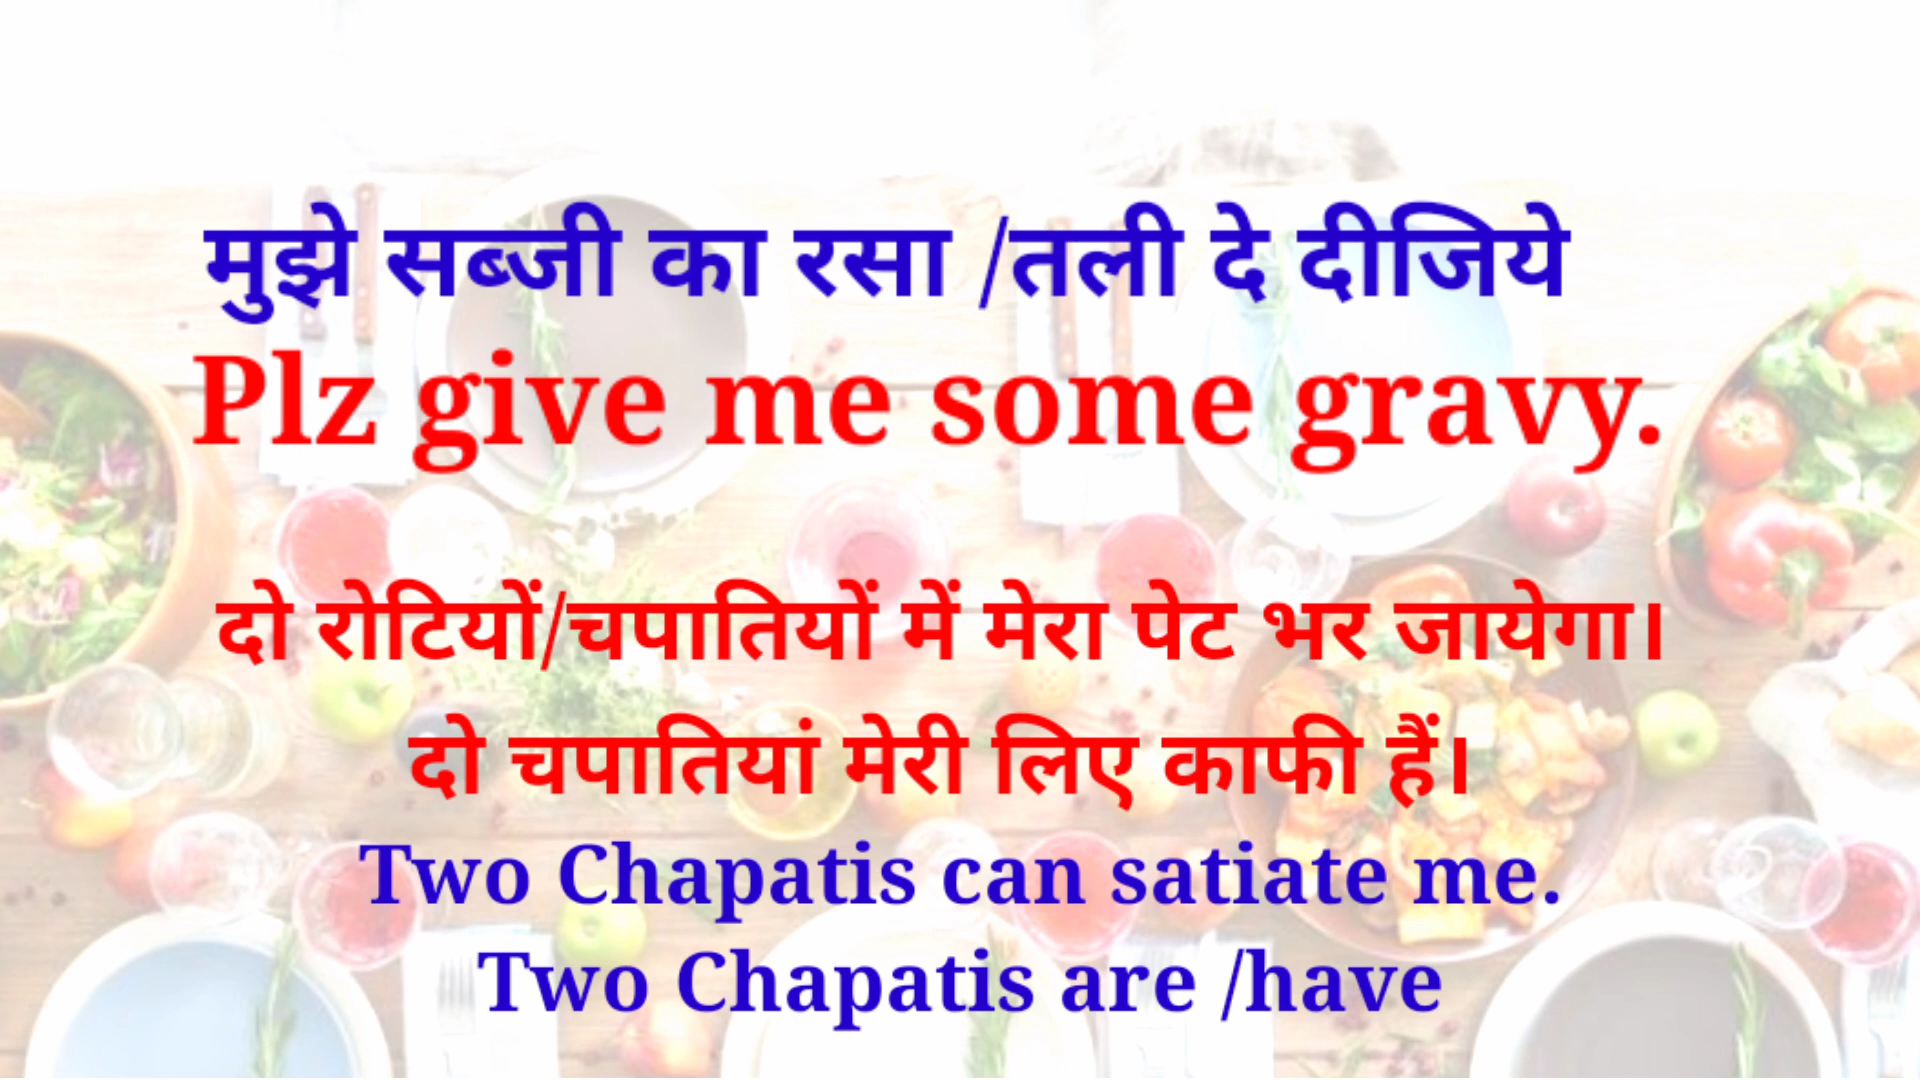 मुझे सब्जी का रसा /तली दे दीजिये
Plz give me some gravy.
दो रोटियों/चपातियों में मेरा पेट भर जायेगा।
दो चपातियां मेरी लिए काफी हैं।
Two Chapatis can satiate me.
Two Chapatis are /have